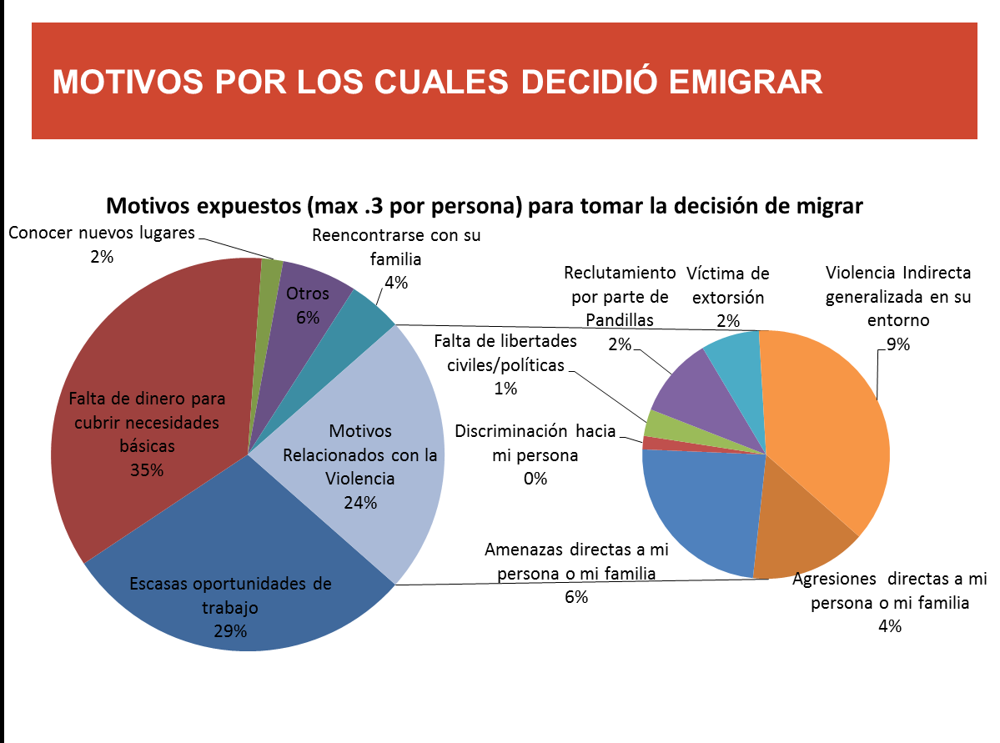 MOTIVOS POR LOS CUALES DECIDIÓ EMIGRAR
Motivos expuestos (max .3 por persona) para tomar la decisión de migrar
Conocer nuevos lugares
2%
Otros
6%
Reencontrarse con su
familia
4%
Falta de dinero para
cubrir necesidades
básicas
35%
Motivos
Relacionados con la
Violencia
24%
Escasas oportunidades de
trabajo
29%
Reclutamiento
por parte de
Pandillas
2%
Víctima de
extorsión
2%
Violencia Indirecta
generalizada en su
entorno
9%
Falta de libertades
civiles/políticas
1%
Discriminación hacia
mi persona
0%
Amenazas directas a mi
persona o mi familia
6%
Agresiones directas a mi
persona o mi familia
4%